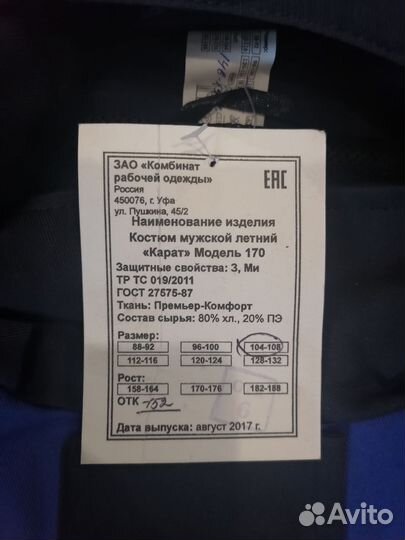 ЗАО «Комбинат
рабочей одежды»
Россия
450076, г. Уфа
ул. Пушкина, 45/2
ЕАС
Наименование изделия
Костюм мужской летний
«Карат» Модель 170
Защитные свойства: З, Ми
ТР ТС 019/2011
ГОСТ 27575-87
Ткань: Премьер-Комфорт
Состав сырья: 80% хл., 20% ПЭ
Размер:
88-92 96-100 104-108
112-116 120-124 128-132
Рост:
158-164 170-176 182-188
ОТК 152
Дата выпуска: август 2017 г.
Avito